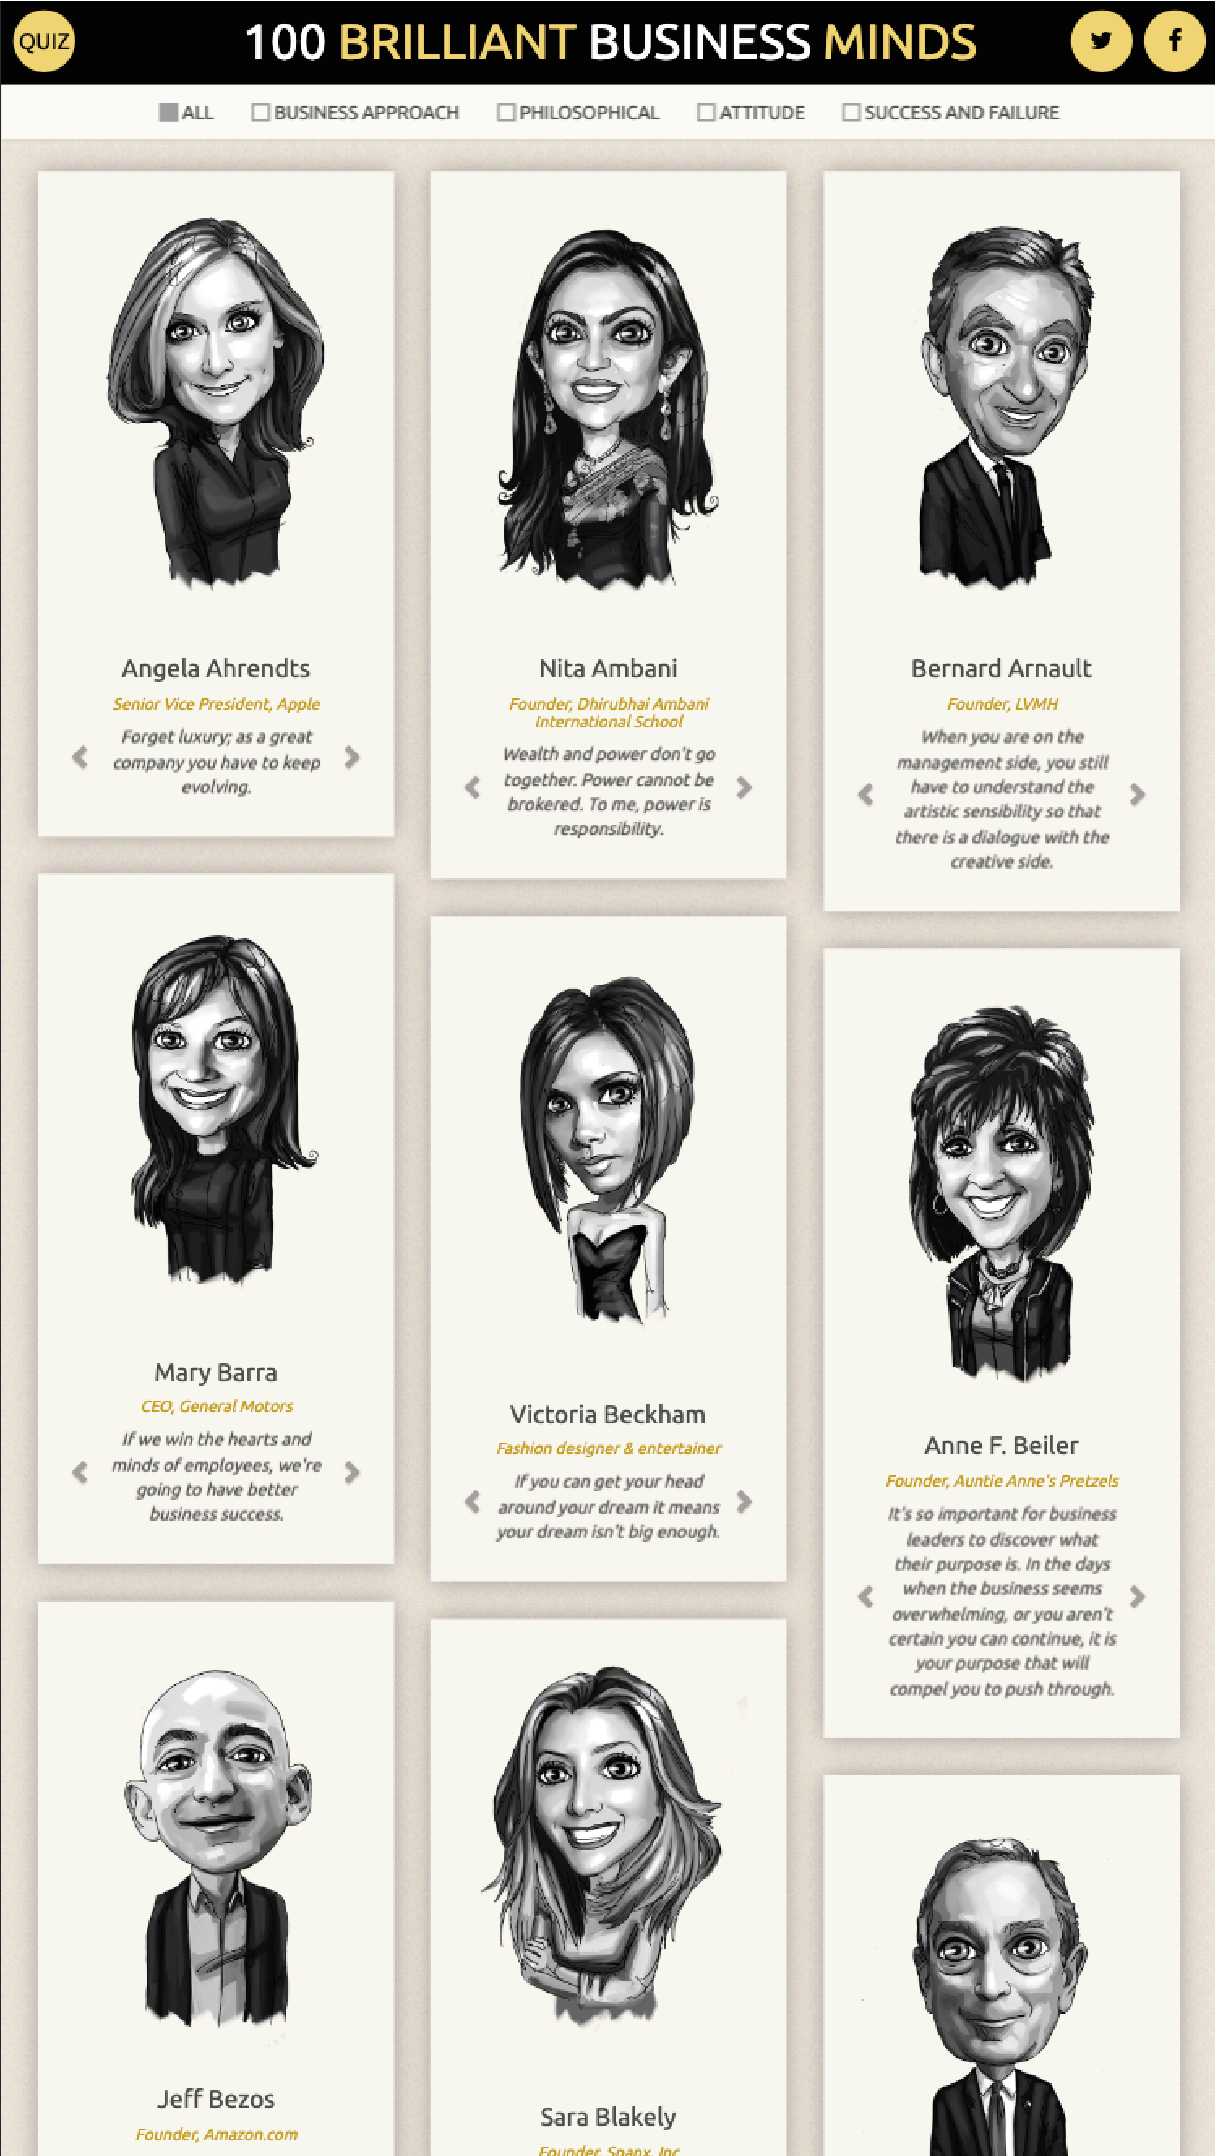 QUIZ
100 BRILLIANT BUSINESS MINDS
ALL
BUSINESS APPROACH
PHILOSOPHICAL
ATTITUDE
SUCCESS AND FAILURE
Angela Ahrendts
Senior Vice President, Apple
Forget luxury; as a great
company you have to keep
evolving.
Nita Ambani
Founder, Dhirubhai Ambani
International School
Wealth and power don't go
together. Power cannot be
brokered. To me, power is
responsibility.
Bernard Arnault
Founder, LVMH
When you are on the
management side, you still
have to understand the
artistic sensibility so that
there is a dialogue with the
creative side.
Mary Barra
CEO, General Motors
If we win the hearts and
minds of employees, we're
going to have better
business success.
Victoria Beckham
Fashion designer & entertainer
If you can get your head
around your dream it means
your dream isn't big enough.
Anne F. Beiler
Founder, Auntie Anne's Pretzels
It's so important for business
leaders to discover what
their purpose is. In the days
when the business seems
overwhelming, or you aren't
certain you can continue, it is
your purpose that will
compel you to push through.
Jeff Bezos
Founder, Amazon.com
Sara Blakely
Founder, Spanx, Inc